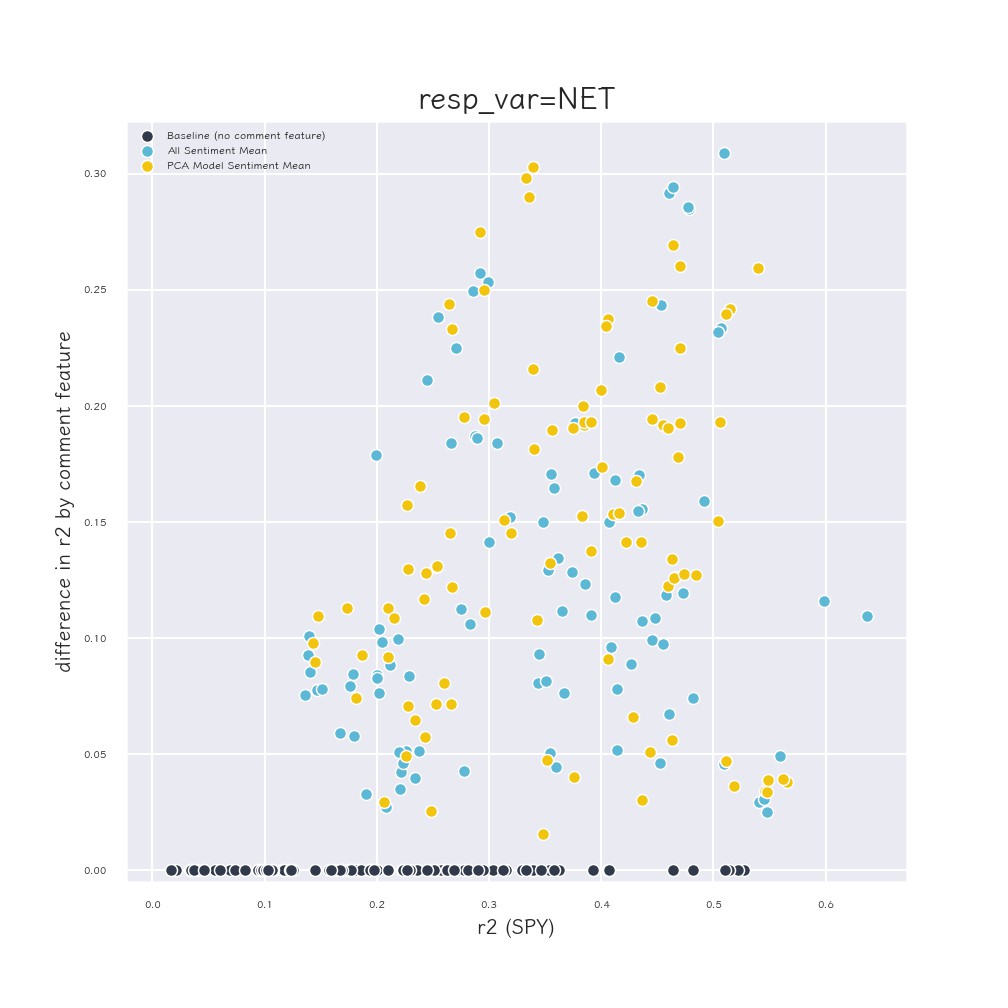 resp_var=NET
Baseline (no comment feature)
All Sentiment Mean
PCA Model Sentiment Mean
difference in r2 by comment feature
0.30
0.25
0.20
0.15
0.10
0.05
0.00
0.0 0.1 0.2 0.3 0.4 0.5 0.6
r2 (SPY)